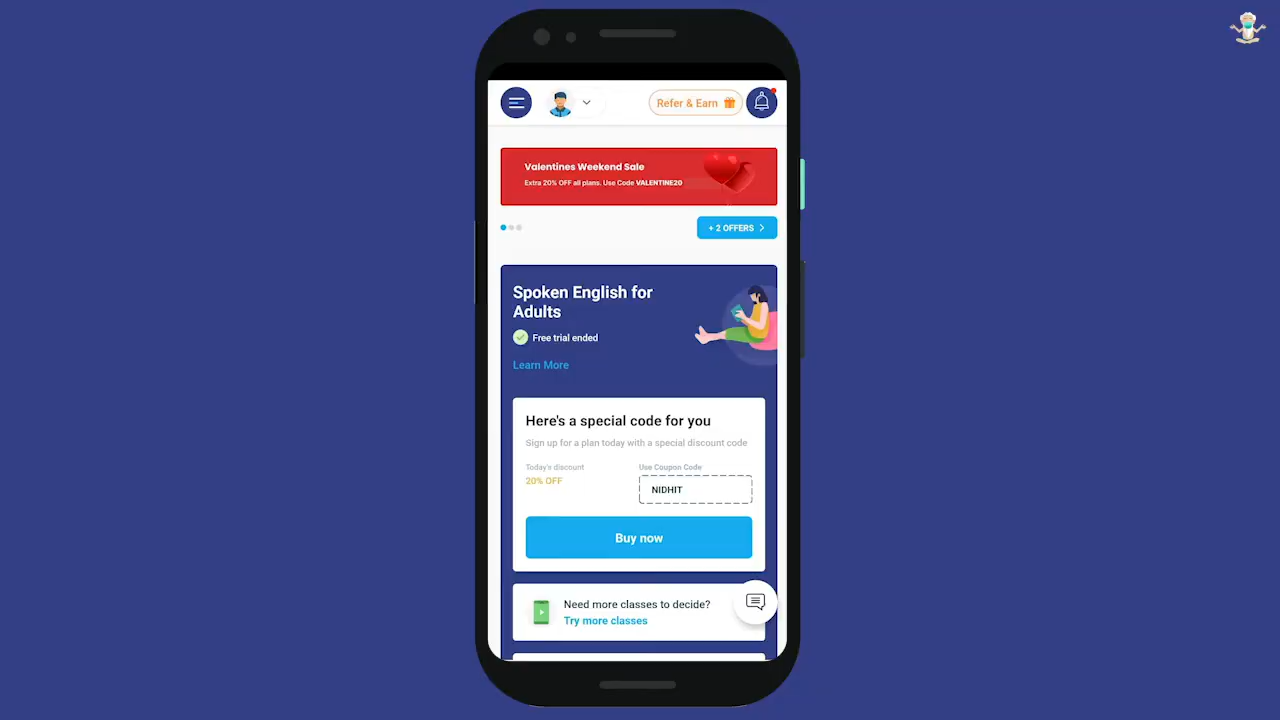 Refer & Earn
Valentines Weekend Sale
Extra 20% OFF all plans. Use Code VALENTINE20
+ 2 OFFERS
Spoken English for
Adults
Free trial ended
Learn More
Here's a special code for you
Sign up for a plan today with a special discount code
Today's discount
Use Coupon Code
20% OFF
NIDHIT
Buy now
Need more classes to decide?
Try more classes